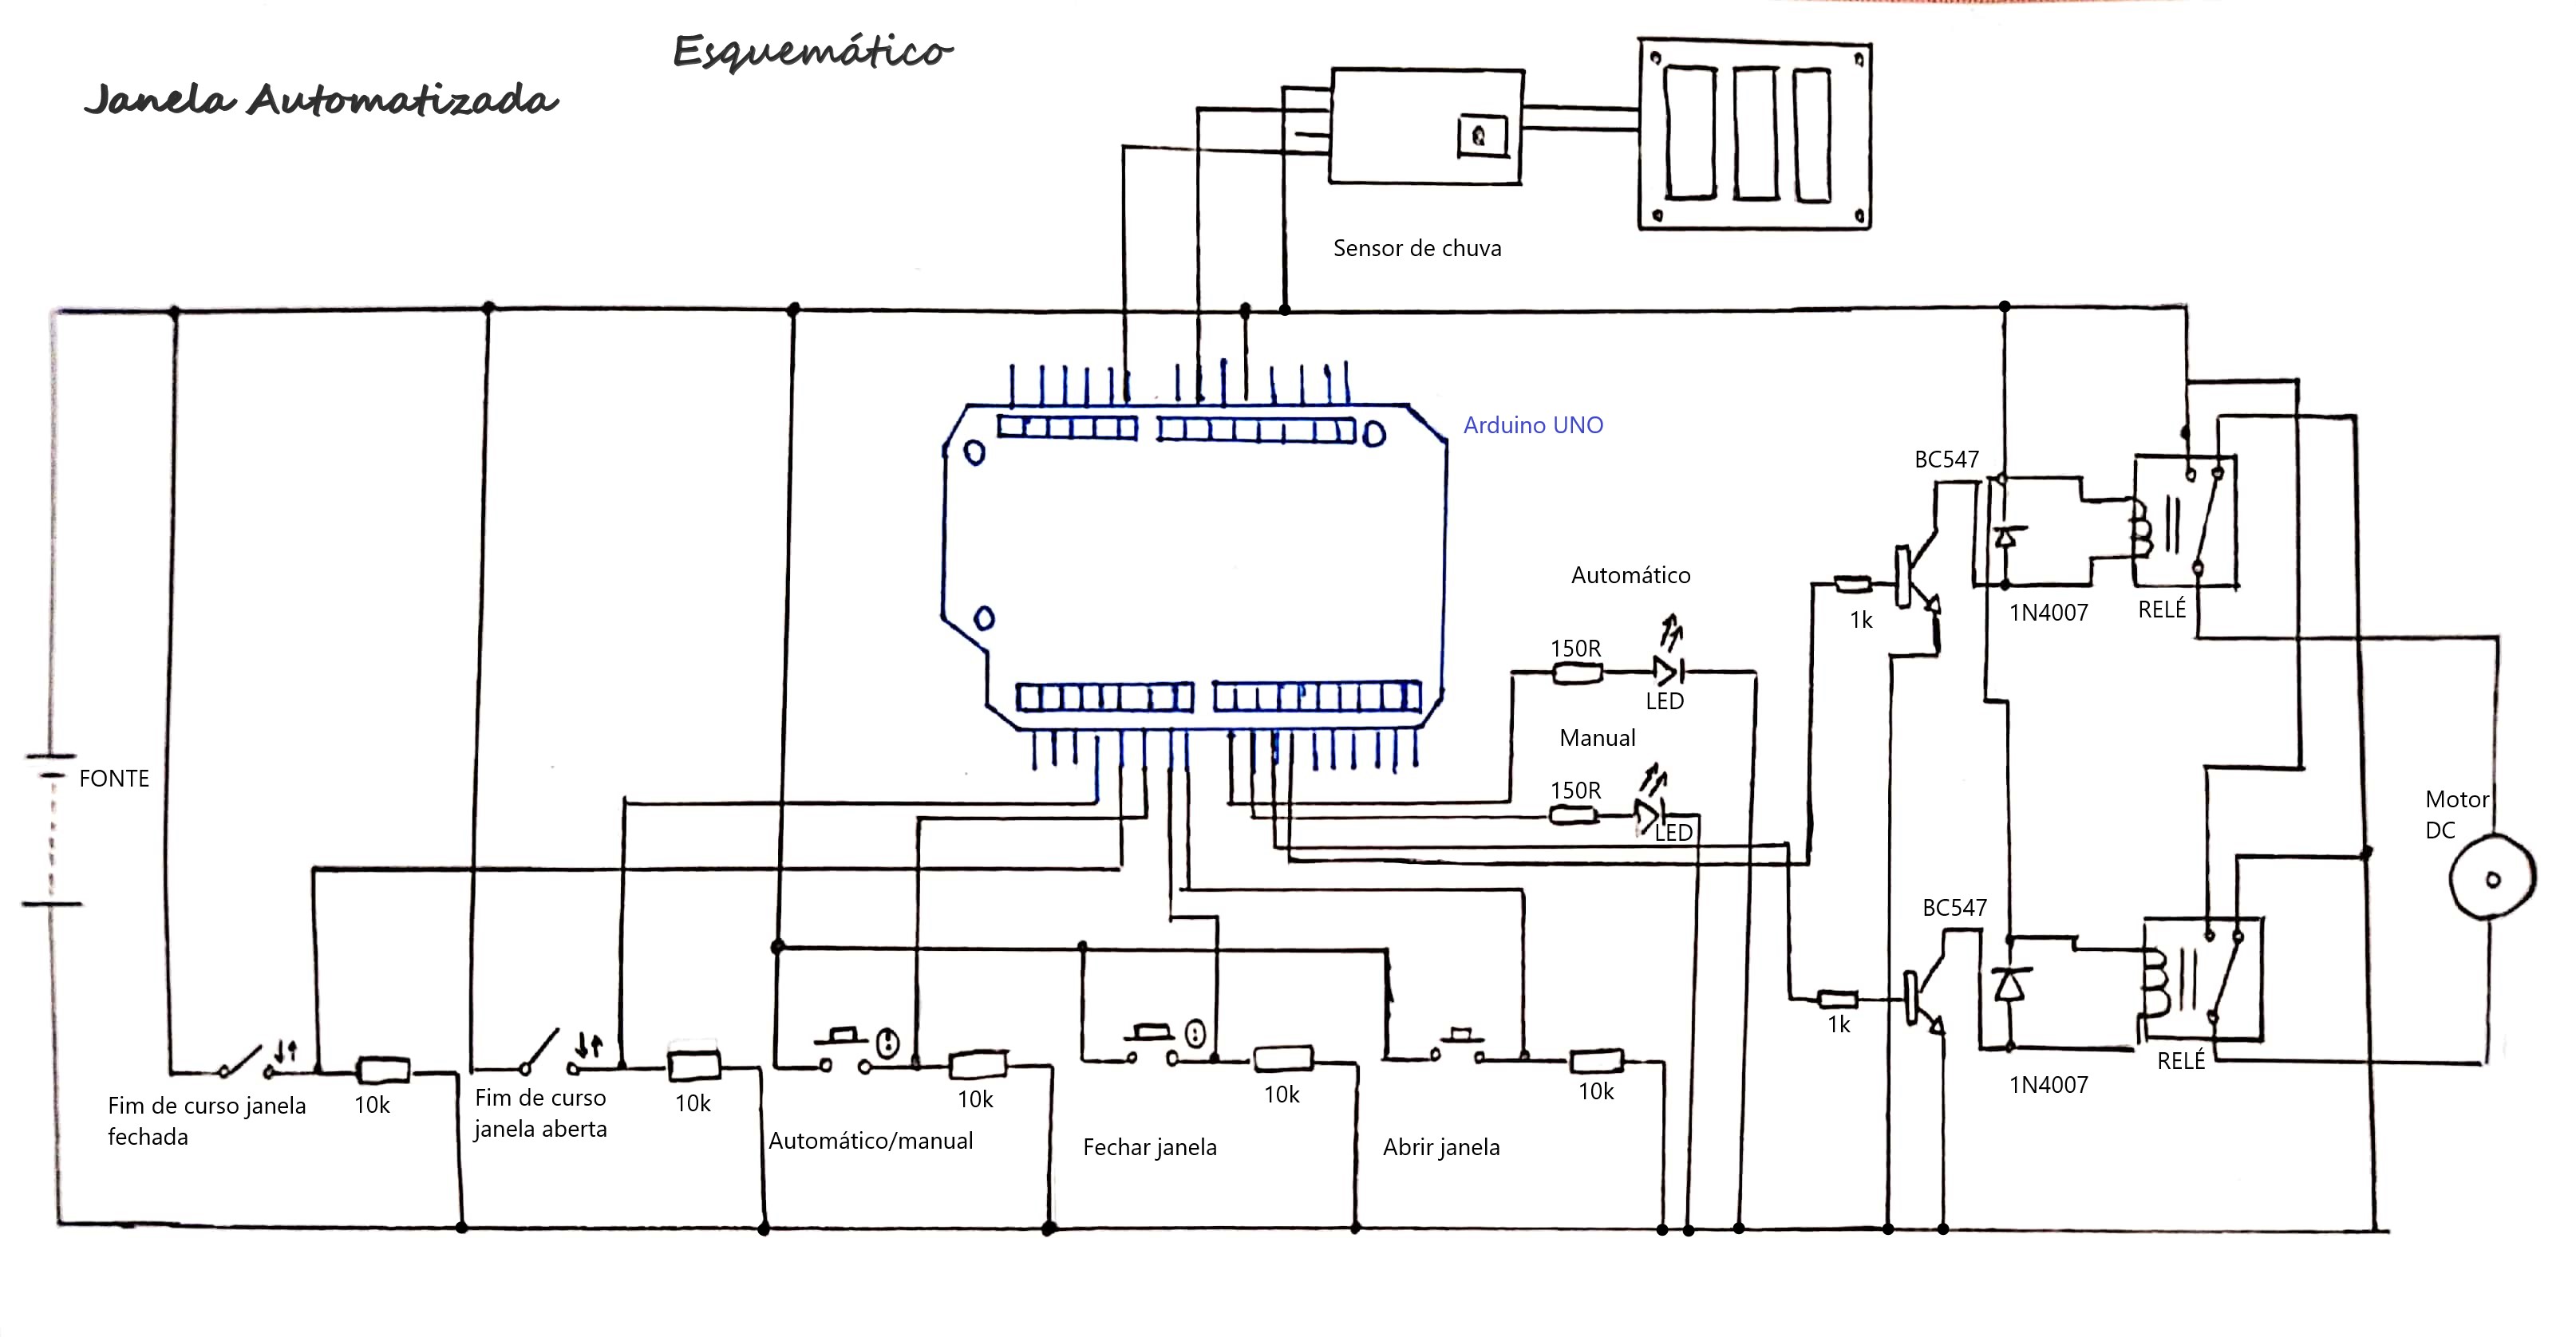 Esquemático
Janela Automatizada
Sensor de chuva
Arduino UNO
BC547
Automático
1k
1N4007
RELÉ
150R
LED
Manual
FONTE
150R
LED
Motor
DC
BC547
1k
RELÉ
1N4007
Fim de curso janela
fechada
10k
Fim de curso
janela aberta
10k
Automático/manual
10k
Fechar janela
10k
Abrir janela
10k